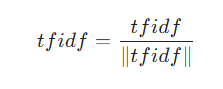 tfidf = tfidf / ‖tfidf‖